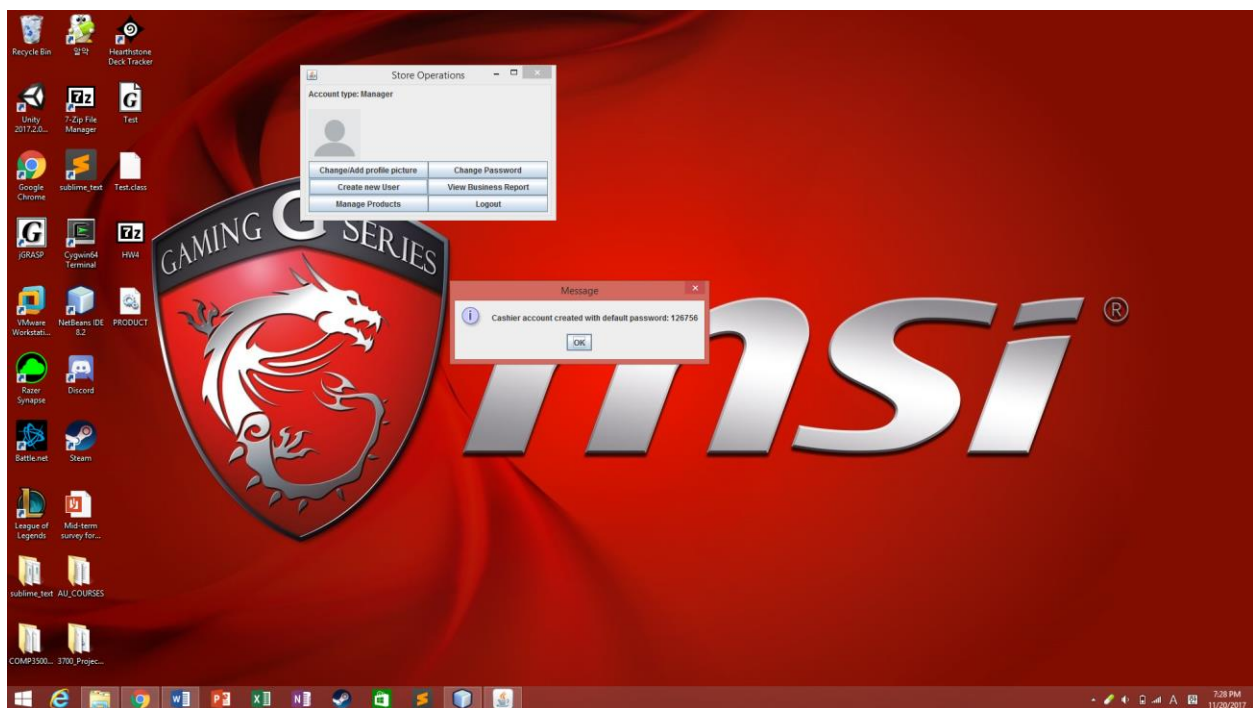 Recycle Bin
알약
Hearthstone
Deck Tracker
Unity
2017.2.0...
7-Zip File
Manager
Test
Google
Chrome
sublime_text
Test.class
jGRASP
Cygwin64
Terminal
HW4
VMware
Workstati...
NetBeans IDE
8.2
PRODUCT
Razer
Synapse
Discord
Battle.net
Steam
League of
Legends
Mid-term
survey for...
sublime_text
AU_COURSES
COMP3500...
3700_Projec...
Store Operations
Account type: Manager
Change/Add profile picture
Change Password
Create new User
View Business Report
Manage Products
Logout
Message
Cashier account created with default password: 126756
OK
GAMING G SERIES
msi ®
A
7:28 PM
11/20/2017